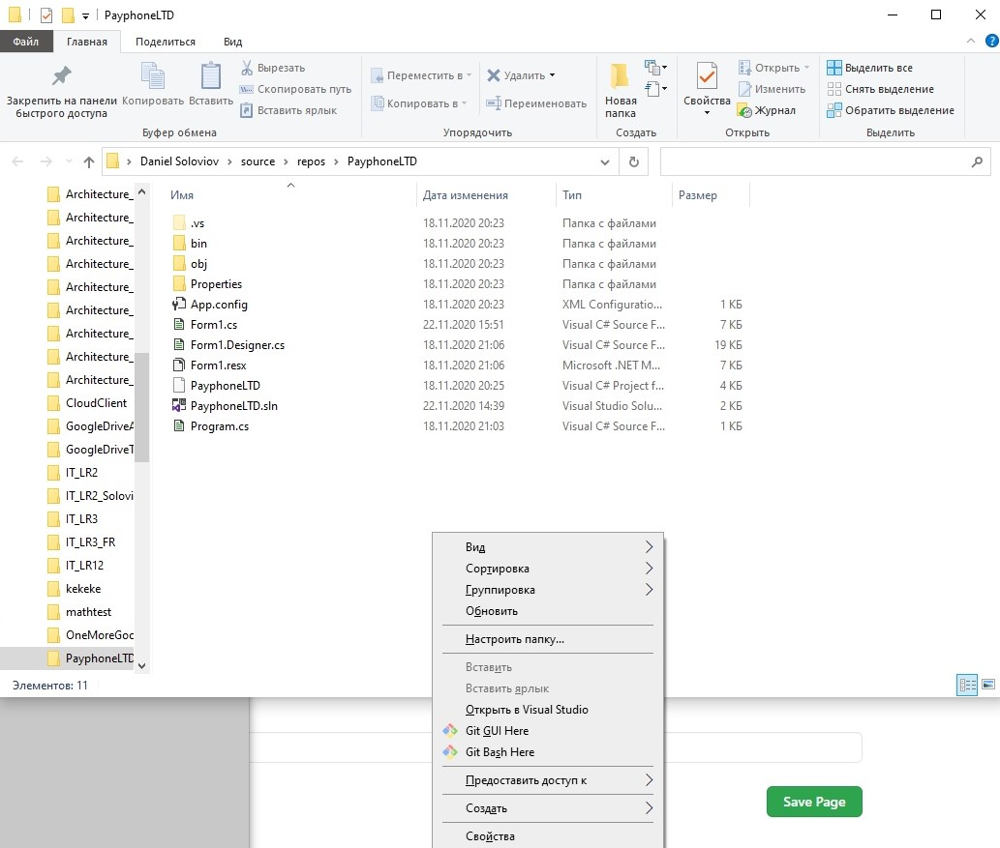 PayphoneLTD
Файл Главная Поделиться Вид
Закрепить на панели быстрого доступа
Копировать
Вставить
Вырезать
Скопировать путь
Вставить ярлык
Буфер обмена
Переместить в
Копировать в
Удалить
Переименовать
Упорядочить
Новая папка
Создать
Свойства
Открыть
Изменить
Журнал
Открыть
Выделить все
Снять выделение
Обратить выделение
Выделить
Daniel Soloviov > source > repos > PayphoneLTD
Architecture_
Architecture_
Architecture_
Architecture_
Architecture_
Architecture_
Architecture_
Architecture_
Architecture_
CloudClient
GoogleDriveA
GoogleDriveT
IT_LR2
IT_LR2_Solovi
IT_LR3
IT_LR3_FR
IT_LR12
kekeke
mathtest
OneMoreGoo
PayphoneLTD
Имя Дата изменения Тип Размер
.vs 18.11.2020 20:23 Папка с файлами
bin 18.11.2020 20:23 Папка с файлами
obj 18.11.2020 20:23 Папка с файлами
Properties 18.11.2020 20:23 Папка с файлами
App.config 18.11.2020 20:23 XML Configuratio... 1 КБ
Form1.cs 22.11.2020 15:51 Visual C# Source F... 7 КБ
Form1.Designer.cs 18.11.2020 21:06 Visual C# Source F... 19 КБ
Form1.resx 18.11.2020 21:06 Microsoft .NET M... 7 КБ
PayphoneLTD 18.11.2020 20:25 Visual C# Project f... 4 КБ
PayphoneLTD.sln 22.11.2020 14:39 Visual Studio Solu... 2 КБ
Program.cs 18.11.2020 21:03 Visual C# Source F... 1 КБ
Элементов: 11
Вид
Сортировка
Группировка
Обновить
Настроить папку...
Вставить
Вставить ярлык
Открыть в Visual Studio
Git GUI Here
Git Bash Here
Предоставить доступ к
Создать
Свойства
Save Page